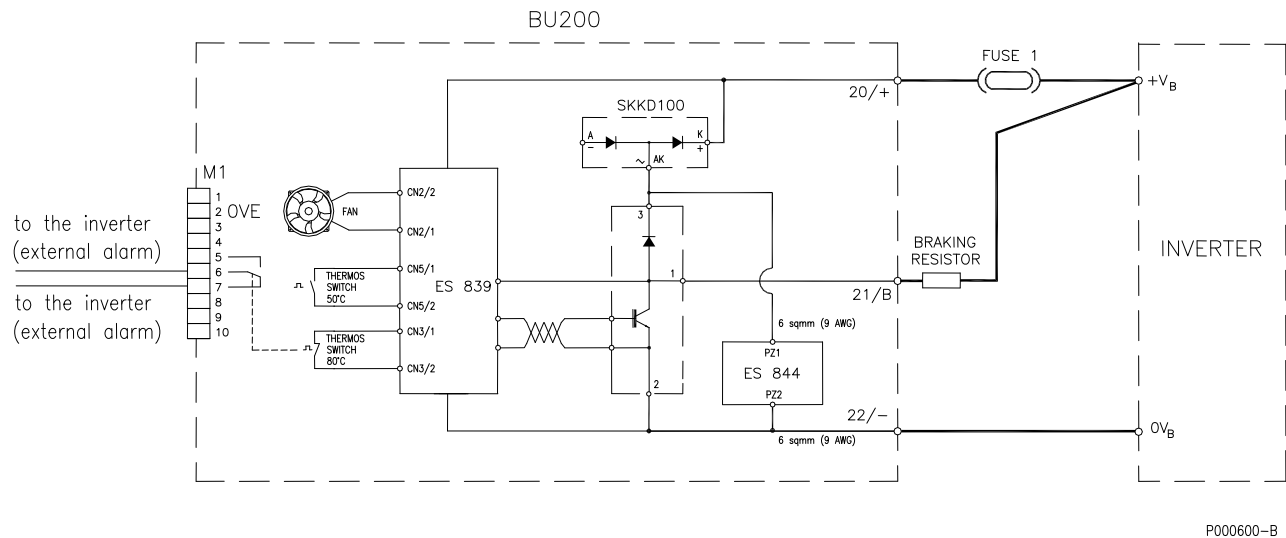 BU200
FUSE 1
20/+
+VB
SKKD100
A
-
K
+
~ AK
M1
1
2 OVE
3
4
5
6
7
8
9
10
to the inverter
(external alarm)
to the inverter
(external alarm)
FAN
CN2/2
CN2/1
CN5/1
THERMOS
SWITCH
50°C
CN5/2
CN3/1
THERMOS
SWITCH
80°C
CN3/2
ES 839
3
1
2
21/B
BRAKING
RESISTOR
INVERTER
6 sqmm (9 AWG)
PZ1
ES 844
PZ2
22/-
6 sqmm (9 AWG)
0VB
P000600-B